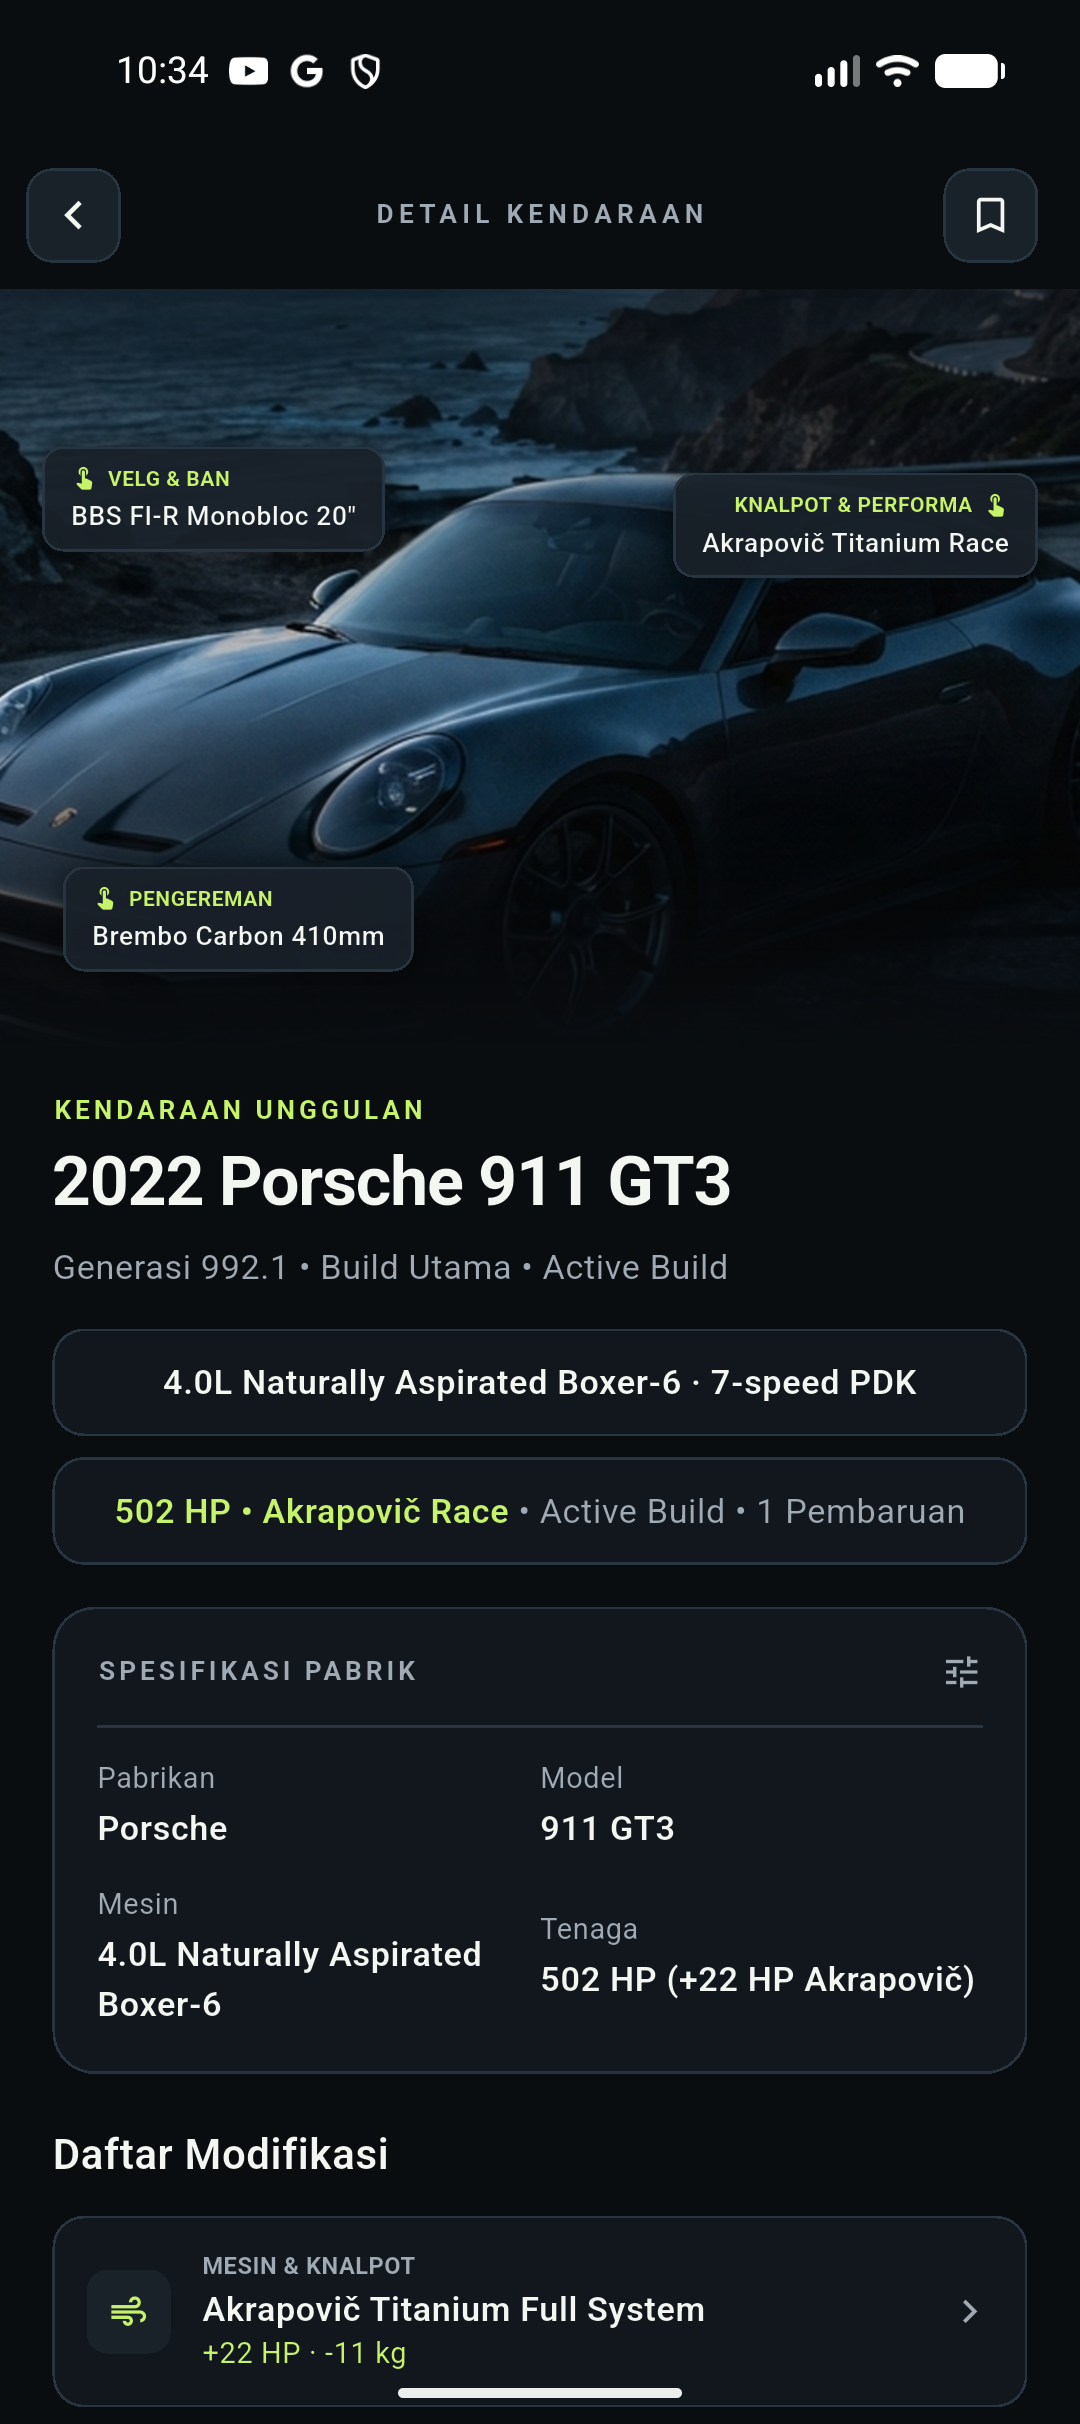 10:34
DETAIL KENDARAAN
VELG & BAN
BBS FI-R Monobloc 20"
KNALPOT & PERFORMA
Akrapovič Titanium Race
PENGEREMAN
Brembo Carbon 410mm
KENDARAAN UNGGULAN
2022 Porsche 911 GT3
Generasi 992.1 • Build Utama • Active Build
4.0L Naturally Aspirated Boxer-6 · 7-speed PDK
502 HP • Akrapovič Race • Active Build • 1 Pembaruan
SPESIFIKASI PABRIK
Pabrikan
Porsche
Model
911 GT3
Mesin
4.0L Naturally Aspirated
Boxer-6
Tenaga
502 HP (+22 HP Akrapovič)
Daftar Modifikasi
MESIN & KNALPOT
Akrapovič Titanium Full System
+22 HP · -11 kg